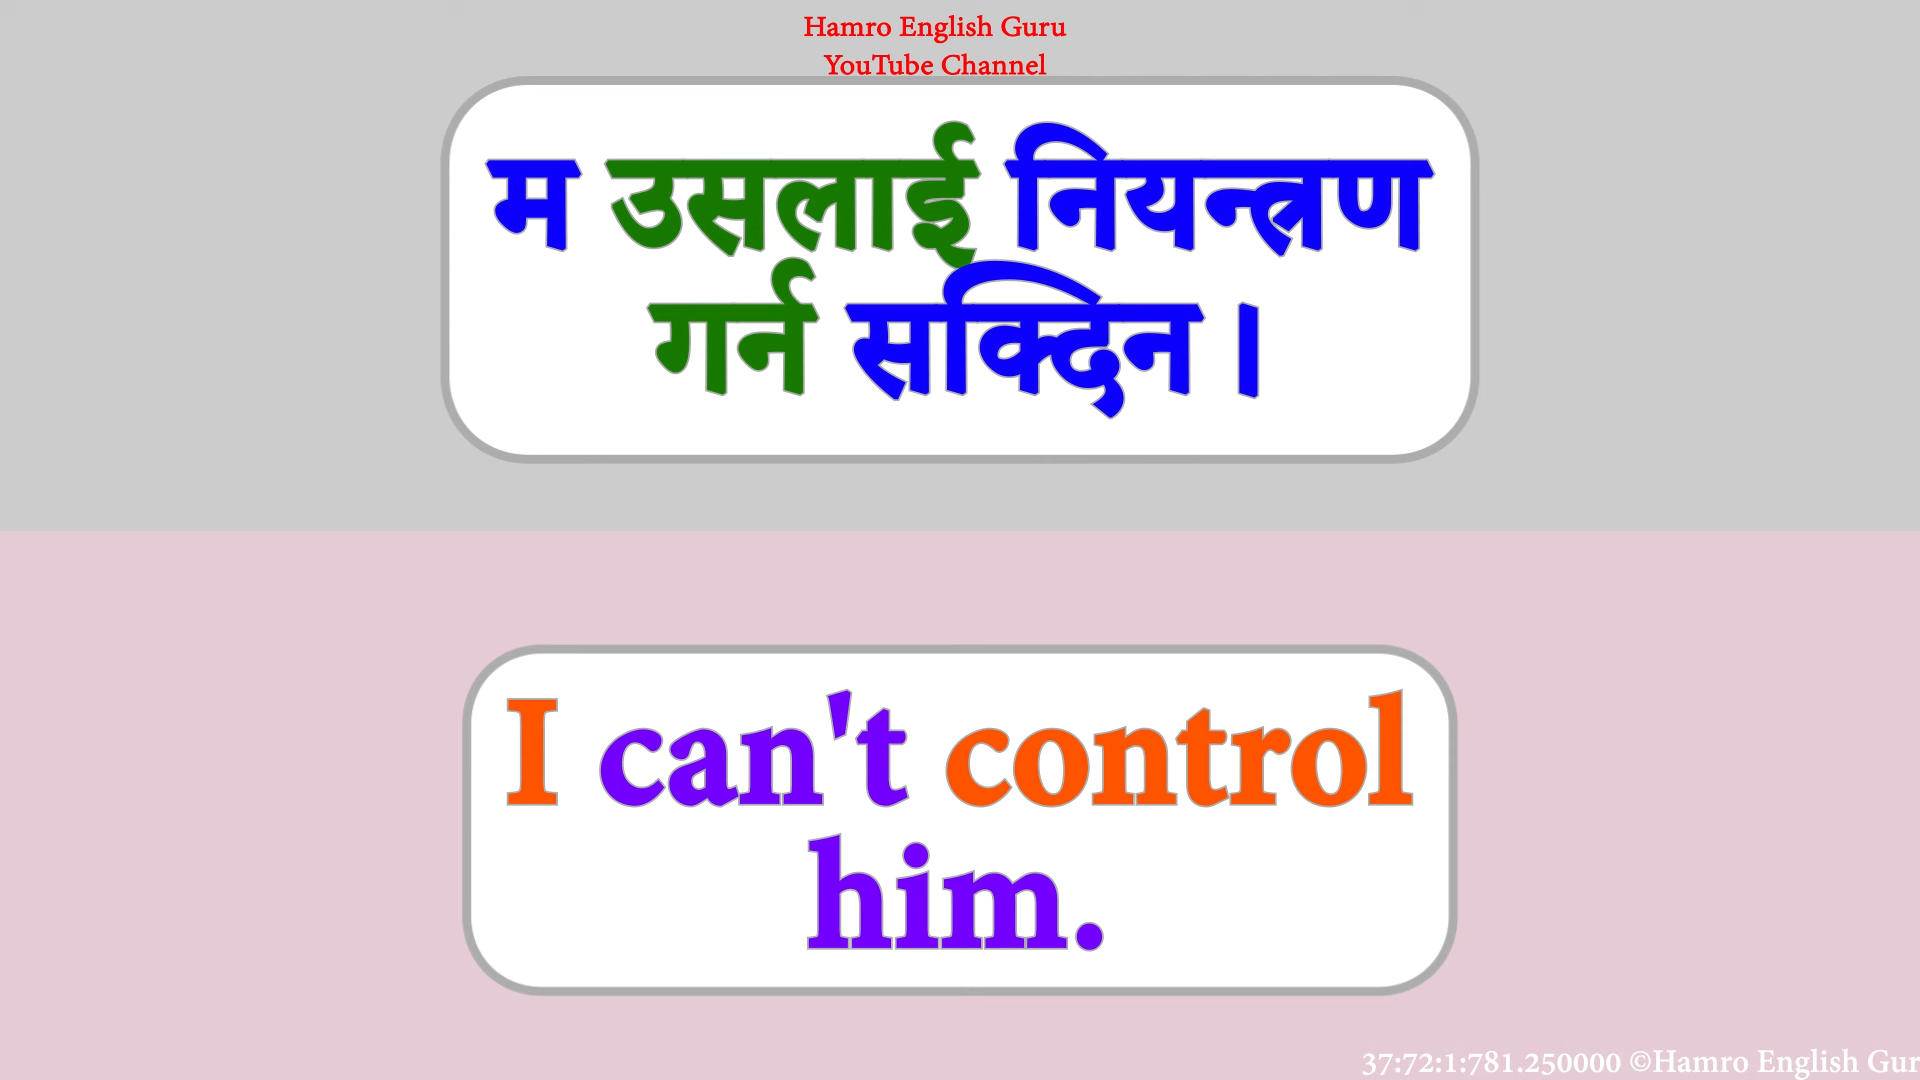 Hamro English Guru
YouTube Channel
म उसलाई नियन्त्रण
गर्न सक्दिन ।
I can't control
him.
37:72:1:781.250000 ©Hamro English Gur